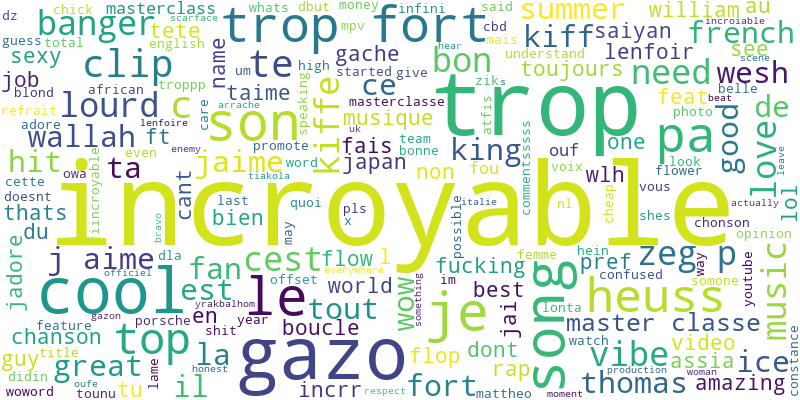 dz
guess
au chick masterclass
whats dbut money infini said summer william au
scarface
banger trop fort kiff saiyan french
total english mpv cbd mais
tete name gache bon lenfoir see
sexy clip te hear understand toujours
job um high started give ce ziks need wesh
blond african taime masterclasse scene
troppp speaking trop feat belle
lourd c son kiffe musique atfis pa love de
refrait arrache beat photo
adore lenfoire care uk team
wallah ft promote fais king ouf one good look
enemy word bonne commentssssss
hit even jaime japan non fou voix flower leave
iincroyable tiakola wlh
cette owa ta cant incroyable nl cheap vous lol
doesnt last quoi pls italie shes actually
thats bien x possible chonson
du bravo may femme opinion
jadore j aime dla cest flow l hein zeg p
officiel offset everywhere fucking pref way
fan wow im confused somone youtube music
cool est le world something best song lonta heuss
gazon yrakbalhom tout je jai
feature porsche en year master classe video
chanson shit boucle dont watch
guy title top la gazo flop rap vibe assia ice
great lame production
didin honest incrr fort mattheo thomas woman amazing
oufe tu il respect moment constance
woword tounu